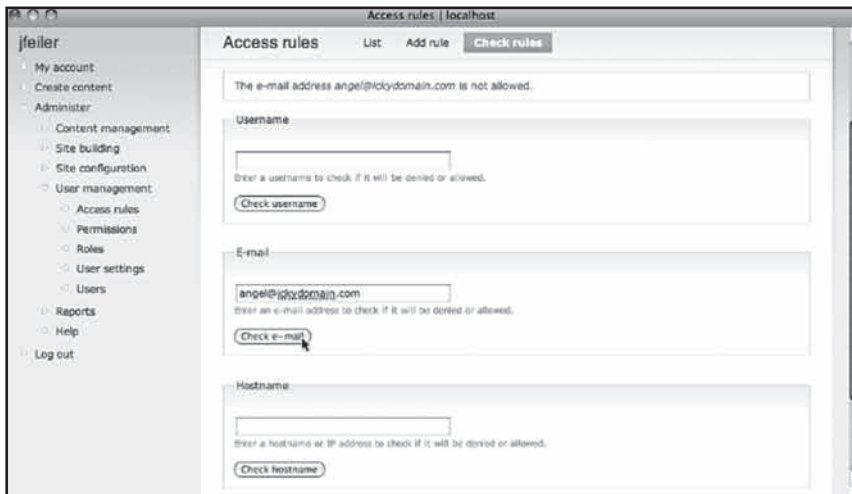 Access rules | localhost
jfeiler
My account
Create content
Administer
Content management
Site building
Site configuration
User management
Access rules
Permissions
Roles
User settings
Users
Reports
Help
Log out
Access rules List Add rule Check rules
The e-mail address angel@ickydomain.com is not allowed.
Username
Enter a username to check if it will be denied or allowed.
Check username
E-mail
angel@ickydomain.com
Enter an e-mail address to check if it will be denied or allowed.
Check e-mail
Hostname
Enter a hostname or IP address to check if it will be denied or allowed.
Check hostname